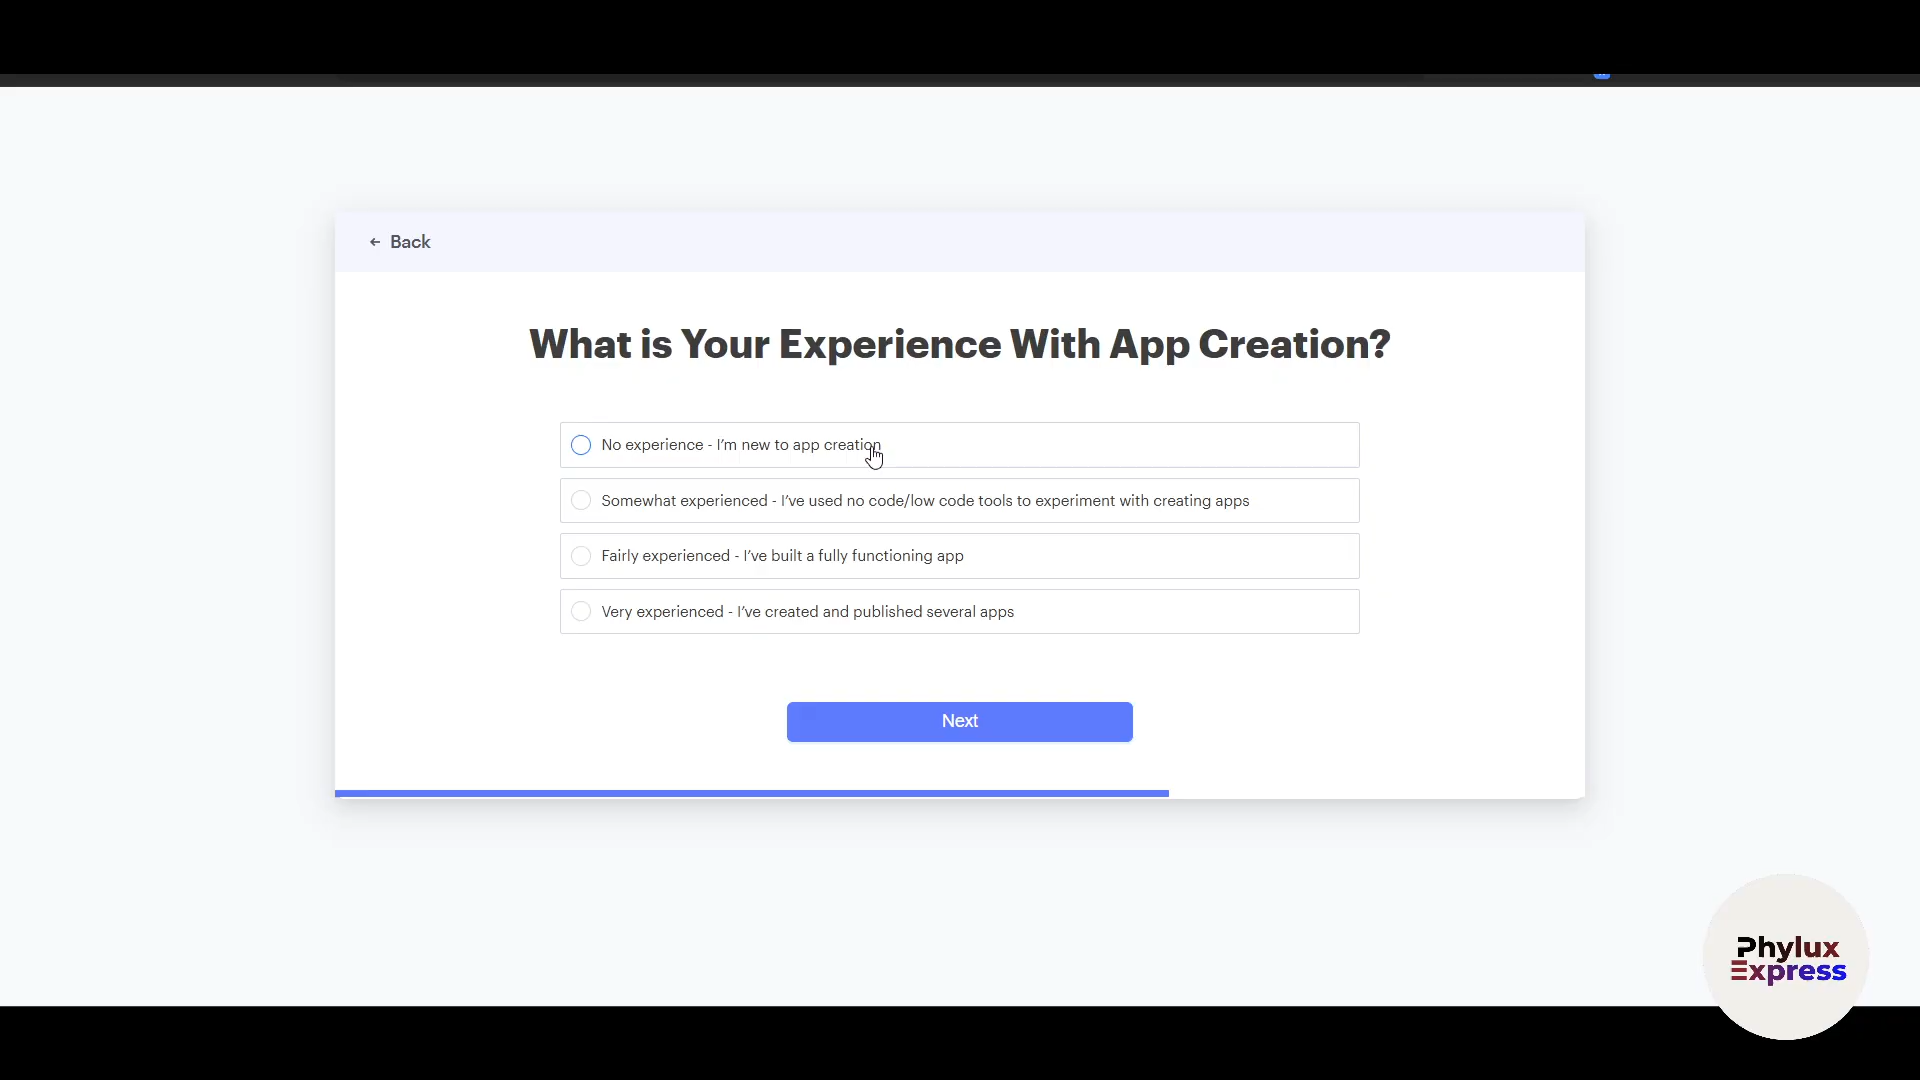 ← Back
What is Your Experience With App Creation?
No experience - I’m new to app creation
Somewhat experienced - I’ve used no code/low code tools to experiment with creating apps
Fairly experienced - I’ve built a fully functioning app
Very experienced - I’ve created and published several apps
Next
Phylux
Express